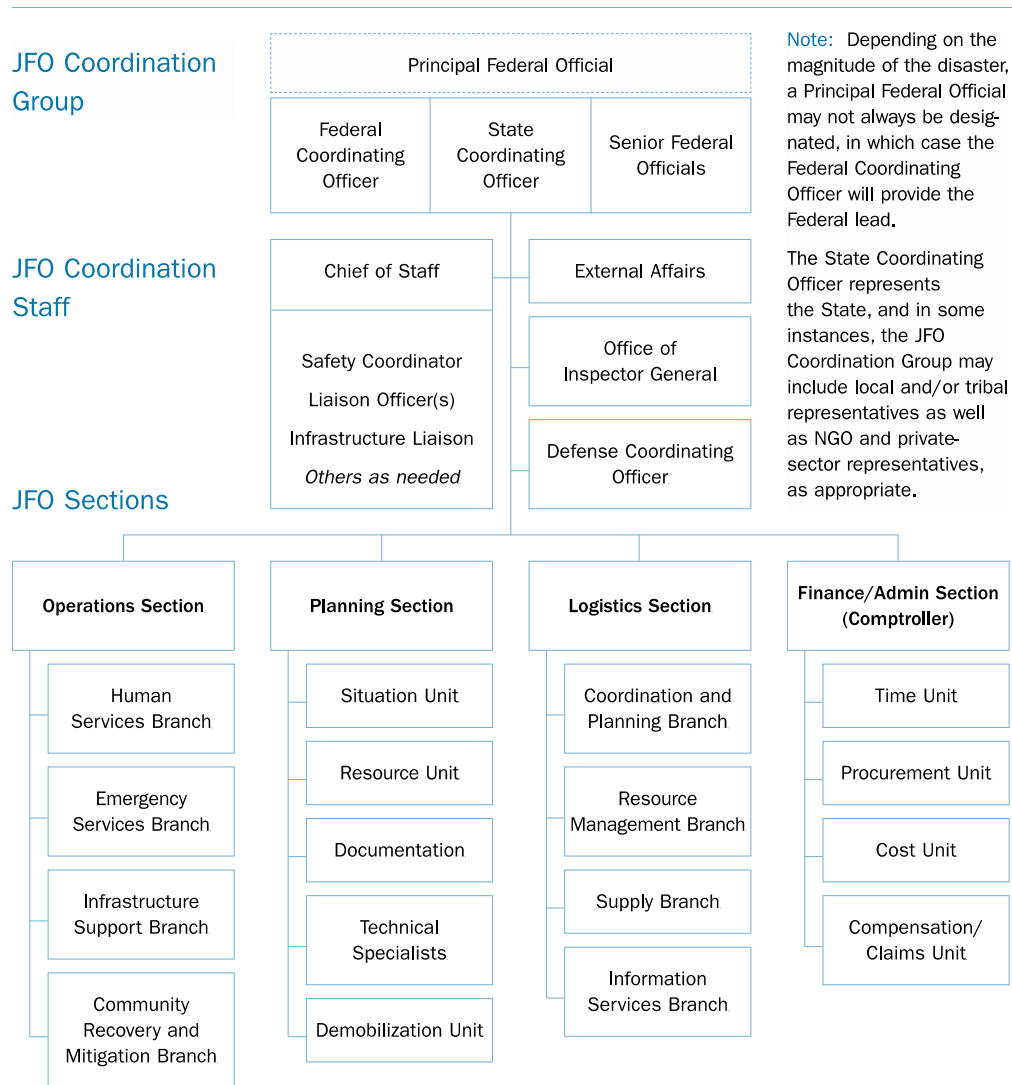 JFO Coordination
Group
Principal Federal Official
Federal
Coordinating
Officer
State
Coordinating
Officer
Senior Federal
Officials
Note: Depending on the
magnitude of the disaster,
a Principal Federal Official
may not always be desig-
nated, in which case the
Federal Coordinating
Officer will provide the
Federal lead.
The State Coordinating
Officer represents
the State, and in some
instances, the JFO
Coordination Group may
include local and/or tribal
representatives as well
as NGO and private-
sector representatives,
as appropriate.
JFO Coordination
Staff
Chief of Staff
Safety Coordinator
Liaison Officer(s)
Infrastructure Liaison
Others as needed
External Affairs
Office of
Inspector General
Defense Coordinating
Officer
JFO Sections
Operations Section
Human
Services Branch
Emergency
Services Branch
Infrastructure
Support Branch
Community
Recovery and
Mitigation Branch
Planning Section
Situation Unit
Resource Unit
Documentation
Technical
Specialists
Demobilization Unit
Logistics Section
Coordination and
Planning Branch
Resource
Management Branch
Supply Branch
Information
Services Branch
Finance/Admin Section
(Comptroller)
Time Unit
Procurement Unit
Cost Unit
Compensation/
Claims Unit